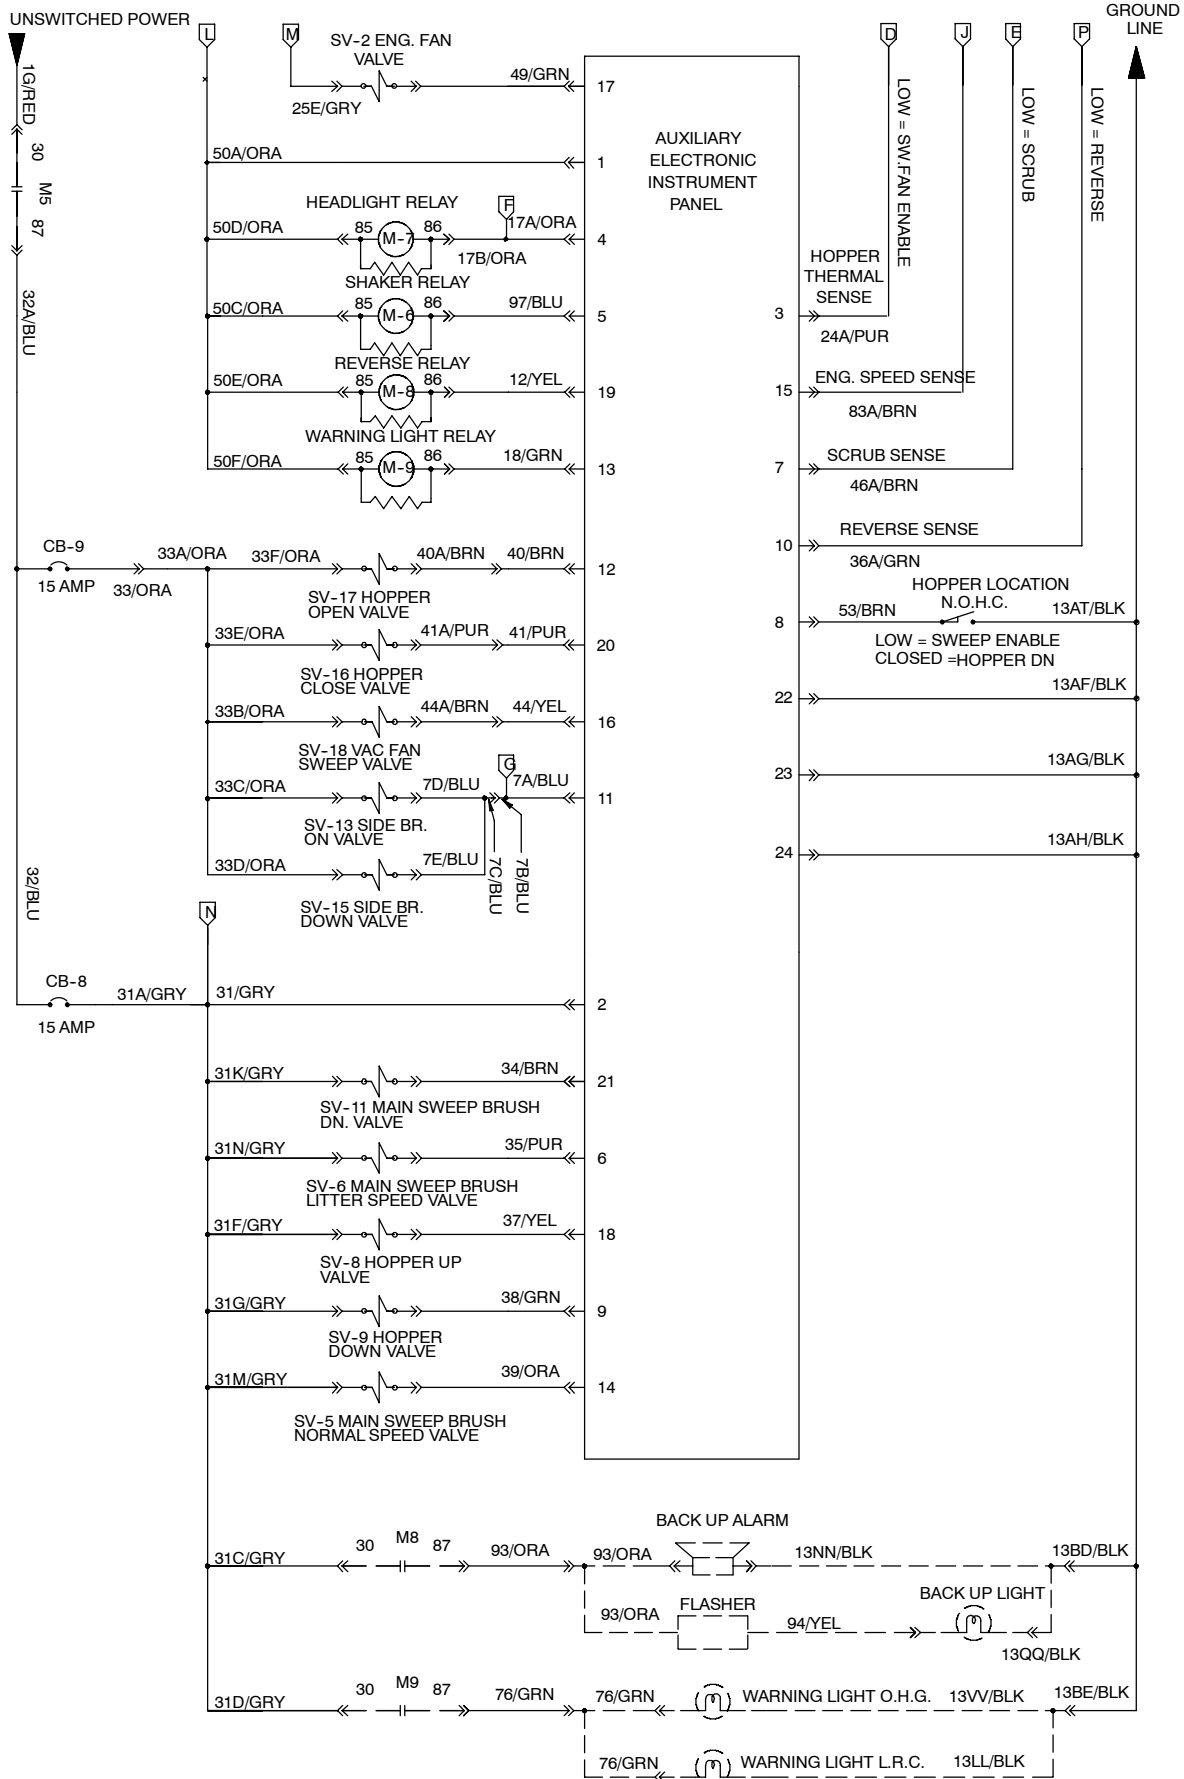 UNSWITCHED POWER
GROUND
LINE
L
M
D
J
E
P
SV-2 ENG. FAN
VALVE
49/GRN
17
25E/GRY
1G/RED
30
M5
87
32A/BLU
32/BLU
AUXILIARY
ELECTRONIC
INSTRUMENT
PANEL
LOW = SW.FAN ENABLE
LOW = SCRUB
LOW = REVERSE
50A/ORA
1
HEADLIGHT RELAY
F
50D/ORA
85
M-7
86
17A/ORA
17B/ORA
4
SHAKER RELAY
50C/ORA
85
M-6
86
97/BLU
5
REVERSE RELAY
50E/ORA
85
M-8
86
12/YEL
19
WARNING LIGHT RELAY
50F/ORA
85
M-9
86
18/GRN
13
HOPPER
THERMAL
SENSE
3
24A/PUR
15
ENG. SPEED SENSE
83A/BRN
7
SCRUB SENSE
46A/BRN
10
REVERSE SENSE
36A/GRN
HOPPER LOCATION
N.O.H.C.
8
53/BRN
13AT/BLK
LOW = SWEEP ENABLE
CLOSED =HOPPER DN
22
13AF/BLK
23
13AG/BLK
24
13AH/BLK
CB-9
15 AMP
33/ORA
33A/ORA
33F/ORA
40A/BRN
40/BRN
12
SV-17 HOPPER
OPEN VALVE
33E/ORA
41A/PUR
41/PUR
20
SV-16 HOPPER
CLOSE VALVE
33B/ORA
44A/BRN
44/YEL
16
SV-18 VAC FAN
SWEEP VALVE
G
33C/ORA
7D/BLU
7A/BLU
11
SV-13 SIDE BR.
ON VALVE
33D/ORA
7E/BLU
7C/BLU
7B/BLU
SV-15 SIDE BR.
DOWN VALVE
N
CB-8
15 AMP
31A/GRY
31/GRY
2
31K/GRY
34/BRN
21
SV-11 MAIN SWEEP BRUSH
DN. VALVE
31N/GRY
35/PUR
6
SV-6 MAIN SWEEP BRUSH
LITTER SPEED VALVE
31F/GRY
37/YEL
18
SV-8 HOPPER UP
VALVE
31G/GRY
38/GRN
9
SV-9 HOPPER
DOWN VALVE
31M/GRY
39/ORA
14
SV-5 MAIN SWEEP BRUSH
NORMAL SPEED VALVE
BACK UP ALARM
31C/GRY
30
M8
87
93/ORA
93/ORA
13NN/BLK
13BD/BLK
FLASHER
BACK UP LIGHT
93/ORA
94/YEL
13QQ/BLK
31D/GRY
30
M9
87
76/GRN
76/GRN
WARNING LIGHT O.H.G.
13VV/BLK
13BE/BLK
76/GRN
WARNING LIGHT L.R.C.
13LL/BLK